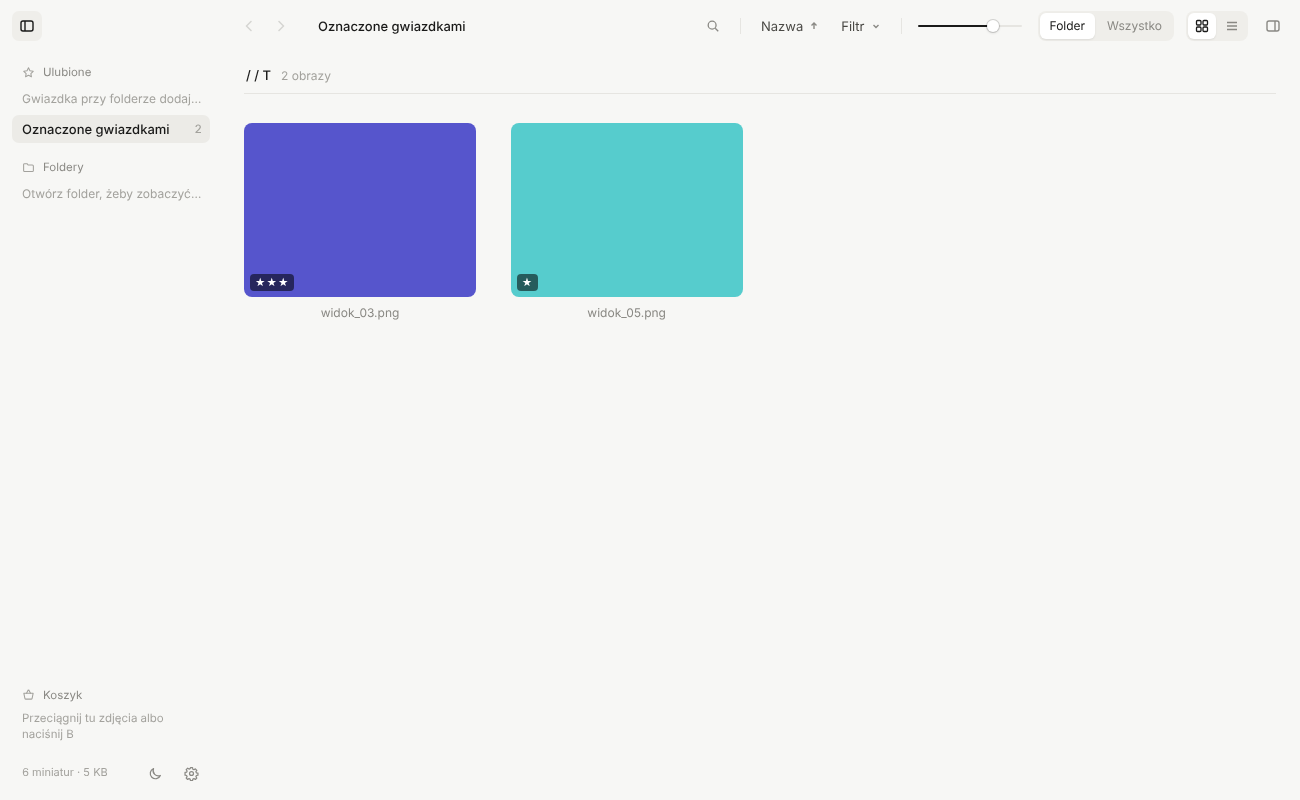 Oznaczone gwiazdkami
Nazwa
Filtr
Folder
Wszystko
Ulubione
Gwiazdka przy folderze dodaj...
Oznaczone gwiazdkami 2
Foldery
Otwórz folder, żeby zobaczyć...
/ / T 2 obrazy
★★★
★
widok_03.png
widok_05.png
Koszyk
Przeciągnij tu zdjęcia albo
naciśnij B
6 miniatur · 5 KB